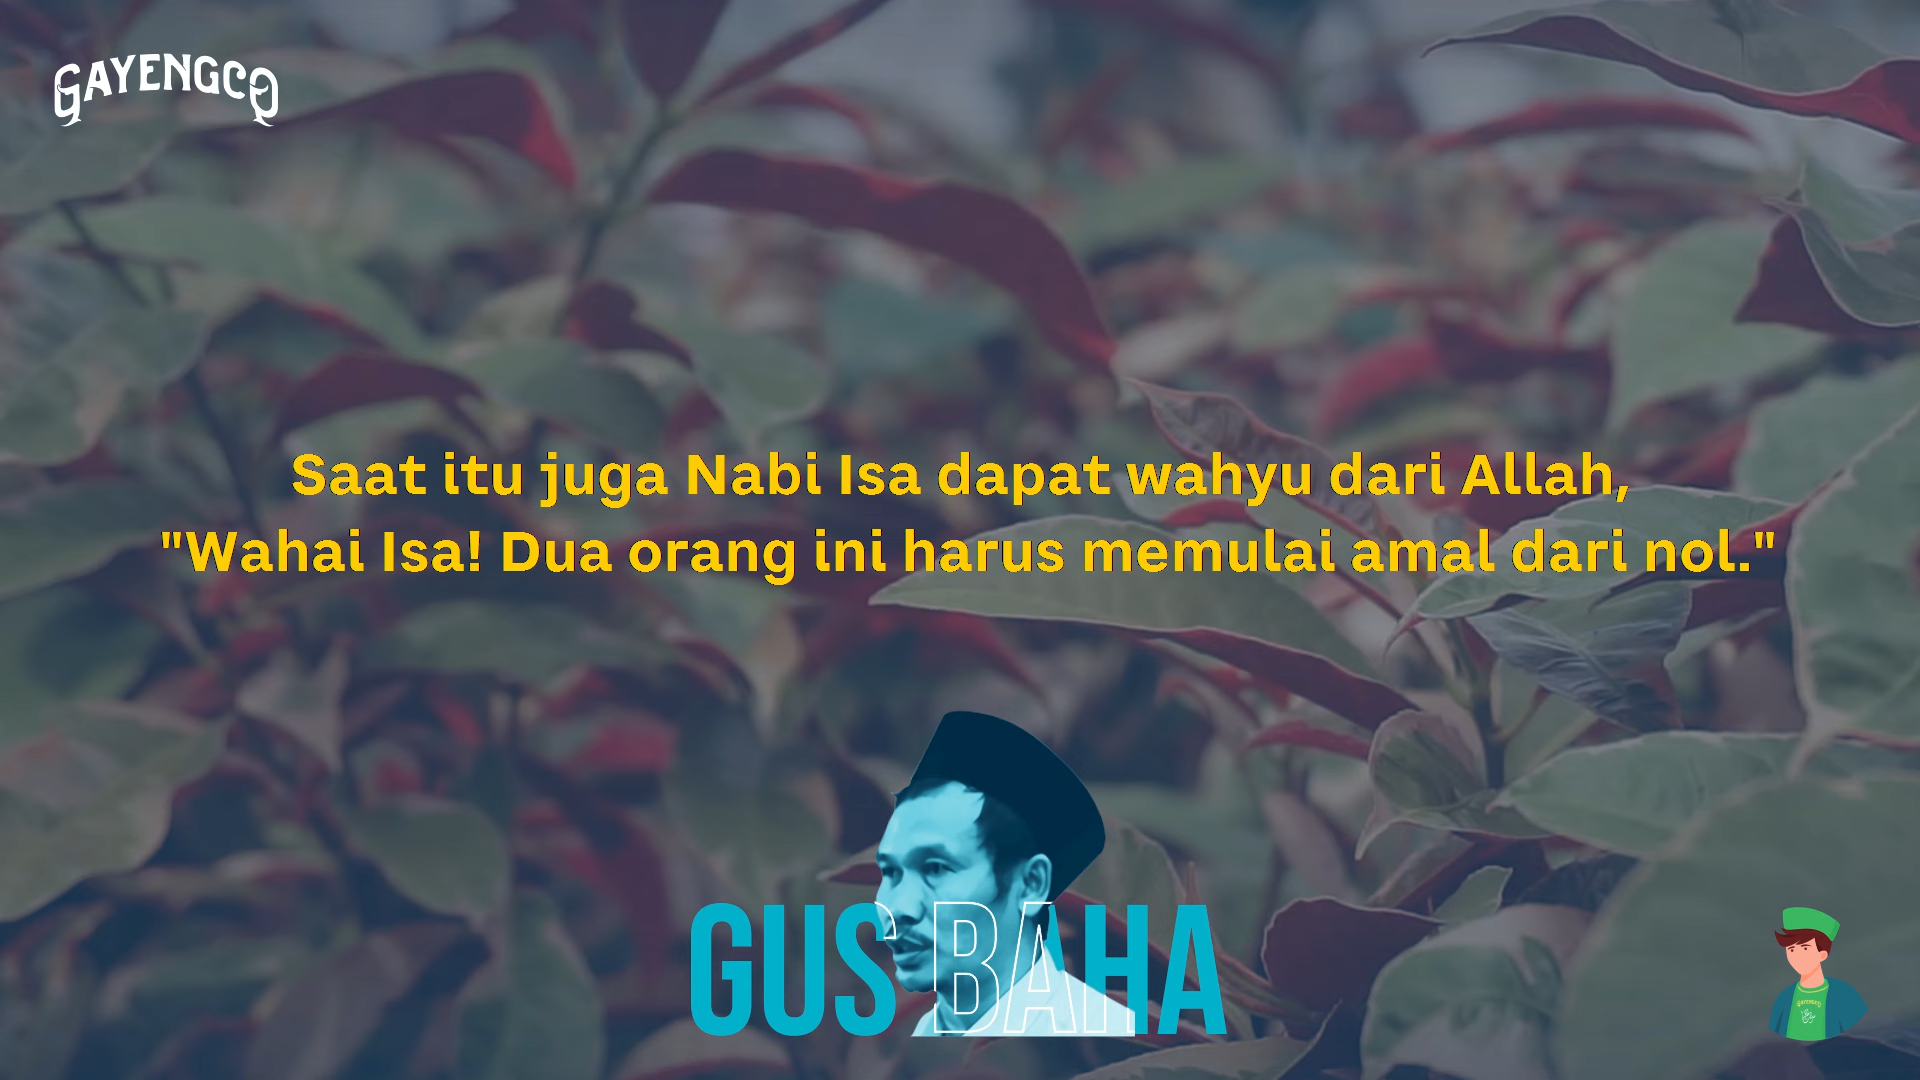 GAYENGCO
Saat itu juga Nabi Isa dapat wahyu dari Allah,
"Wahai Isa! Dua orang ini harus memulai amal dari nol."
GUS BAHA
GAYENGCO